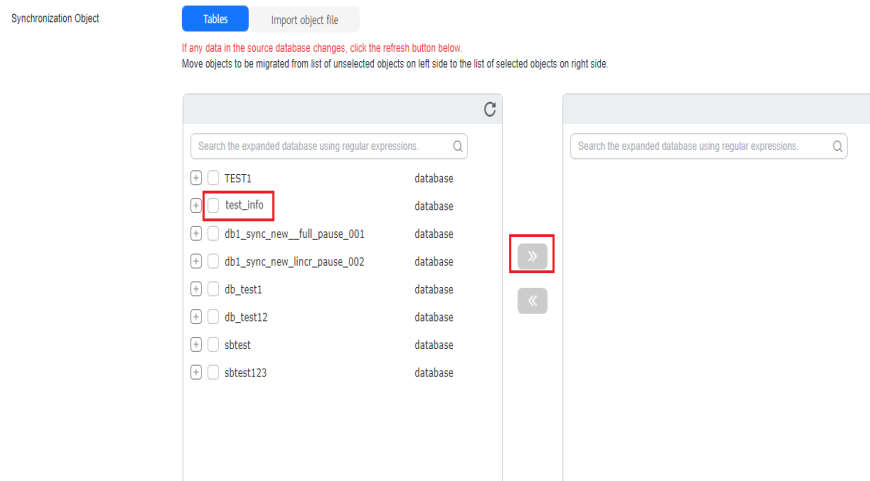 Synchronization Object
Tables
Import object file
If any data in the source database changes, click the refresh button below.
Move objects to be migrated from list of unselected objects on left side to the list of selected objects on right side.
Search the expanded database using regular expressions.
TEST1 database
test_info database
db1_sync_new__full_pause_001 database
db1_sync_new_lincr_pause_002 database
db_test1 database
db_test12 database
sbtest database
sbtest123 database
»
«
Search the expanded database using regular expressions.